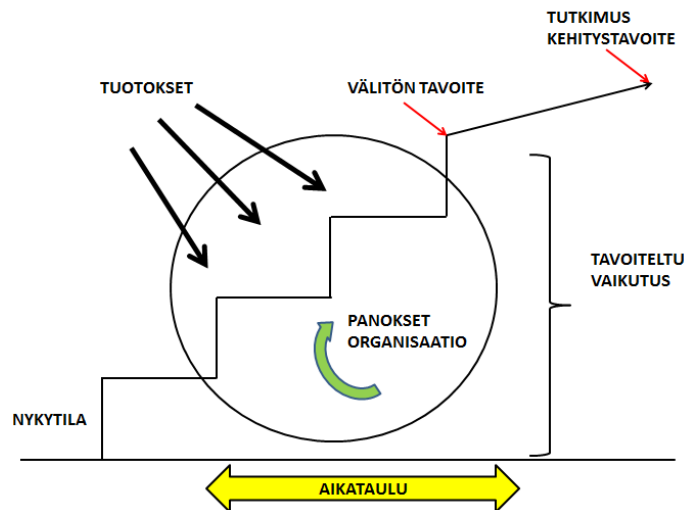 TUTKIMUS
KEHITYSTAVOITE
TUOTOKSET
VÄLITÖN TAVOITE
TAVOITELTU
VAIKUTUS
PANOKSET
ORGANISAATIO
NYKYTILA
AIKATAULU